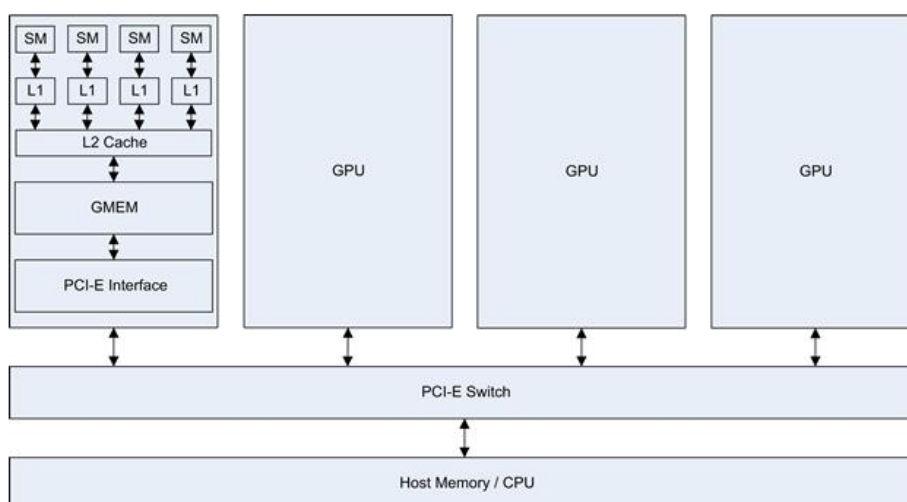 SM SM SM SM
L1 L1 L1 L1
L2 Cache
GMEM
PCI-E Interface
GPU
GPU
GPU
PCI-E Switch
Host Memory / CPU